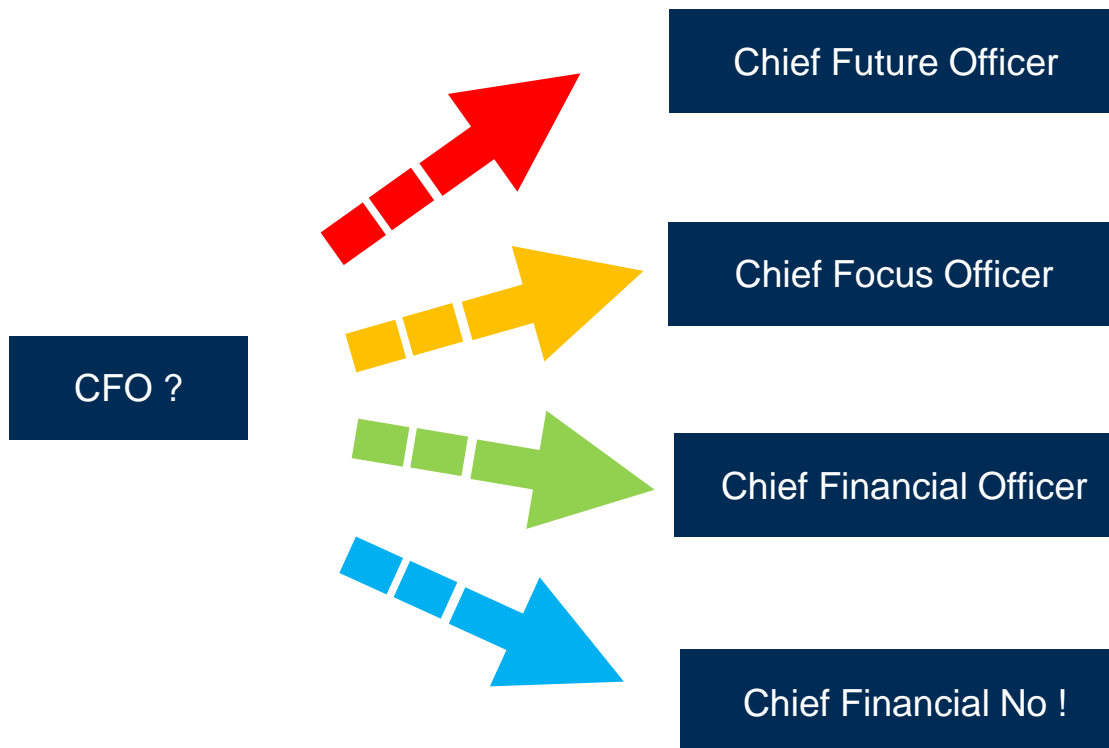 Chief Future Officer
Chief Focus Officer
CFO ?
Chief Financial Officer
Chief Financial No !